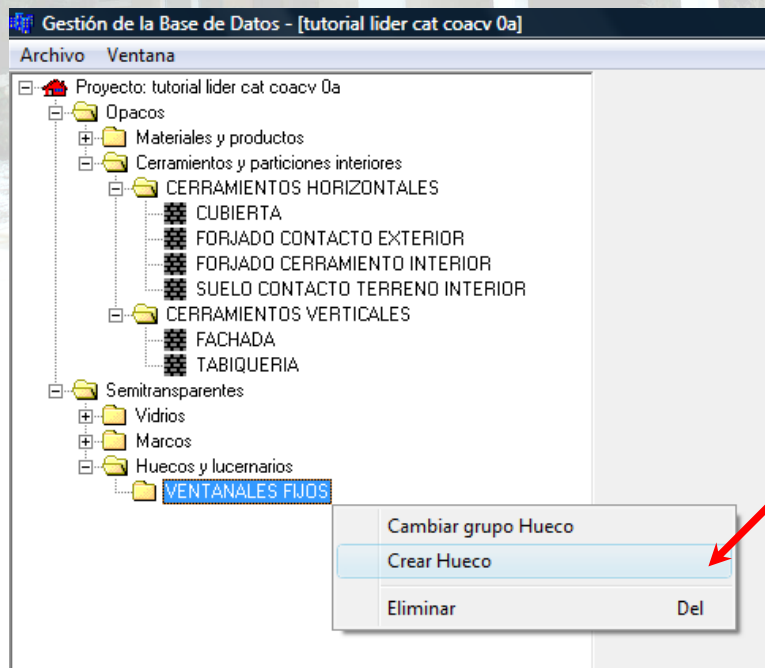 Gestión de la Base de Datos - [tutorial lider cat coacv 0a]
Archivo Ventana
Proyecto: tutorial lider cat coacv 0a
Opacos
Materiales y productos
Cerramientos y particiones interiores
CERRAMIENTOS HORIZONTALES
CUBIERTA
FORJADO CONTACTO EXTERIOR
FORJADO CERRAMIENTO INTERIOR
SUELO CONTACTO TERRENO INTERIOR
CERRAMIENTOS VERTICALES
FACHADA
TABIQUERIA
Semitransparentes
Vidrios
Marcos
Huecos y lucernarios
VENTANALES FIJOS
Cambiar grupo Hueco
Crear Hueco
Eliminar Del